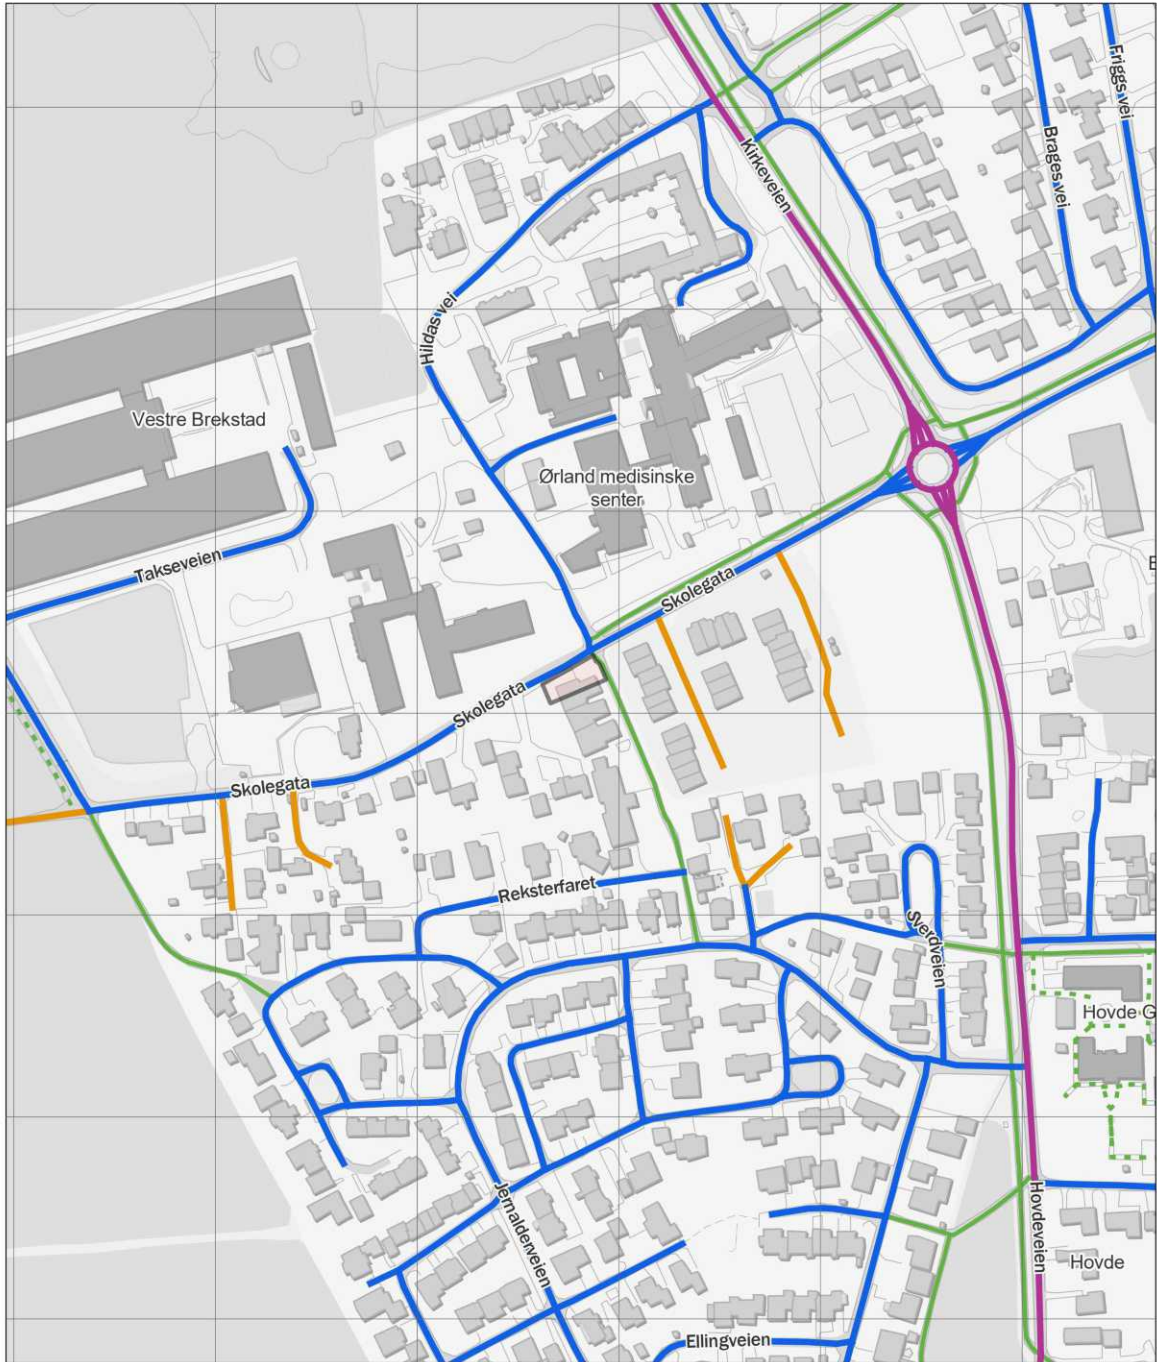 Friggs vei
Brages vei
Kirkeveien
Hildas vei
Vestre Brekstad
Ørland medisinske
senter
Takseveien
E
Skolegata
Skolegata
Skolegata
Reksterfaret
Sverdveien
Hovde G
Jernalderveien
Hovdeveien
Hovde
Ellingveien